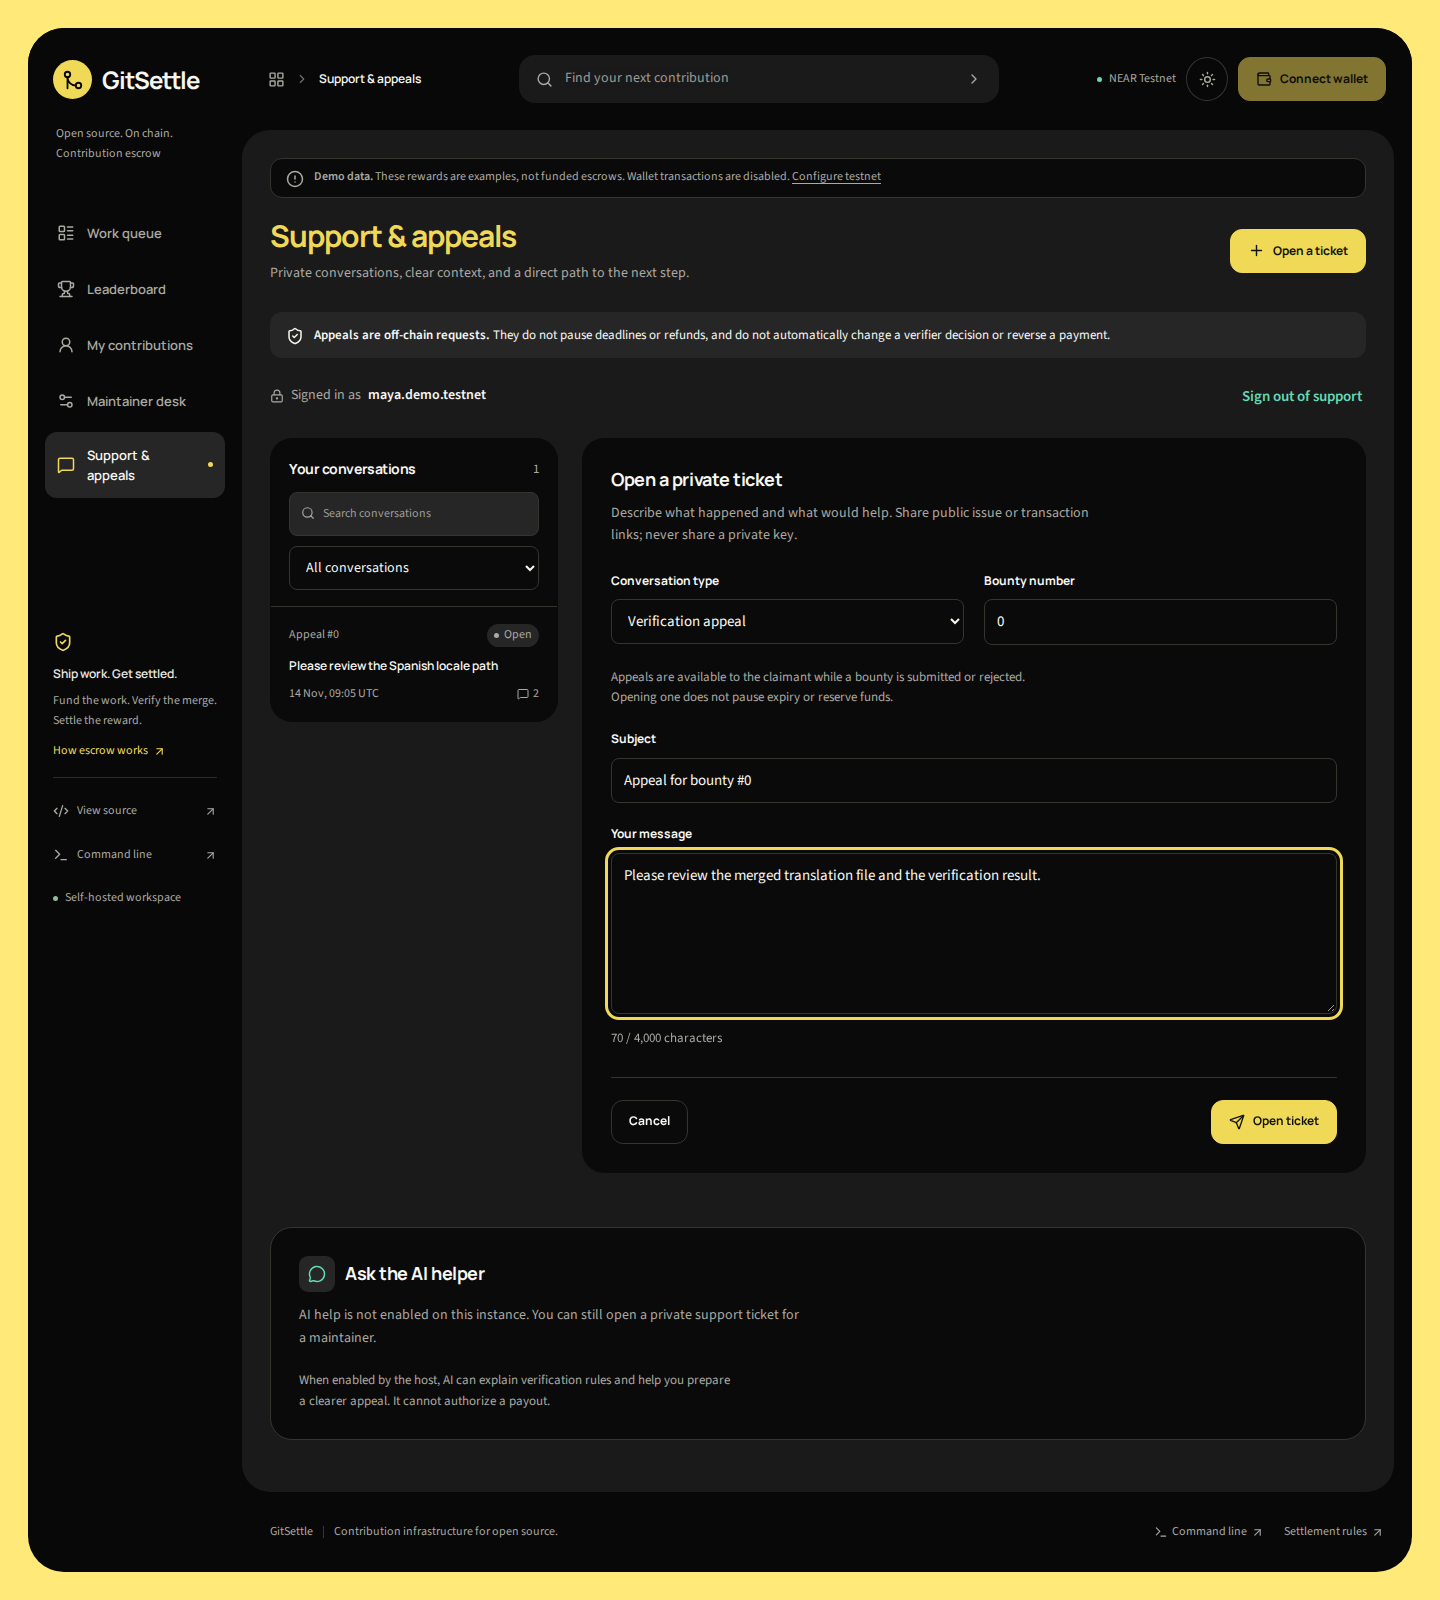 GitSettle
Support & appeals
Find your next contribution
NEAR Testnet
Connect wallet
Open source. On chain.
Contribution escrow
Work queue
Leaderboard
My contributions
Maintainer desk
Support &
appeals
Ship work. Get settled.
Fund the work. Verify the merge.
Settle the reward.
How escrow works
View source
Command line
Self-hosted workspace
Demo data. These rewards are examples, not funded escrows. Wallet transactions are disabled. Configure testnet
Support & appeals
Private conversations, clear context, and a direct path to the next step.
Open a ticket
Appeals are off-chain requests. They do not pause deadlines or refunds, and do not automatically change a verifier decision or reverse a payment.
Signed in as maya.demo.testnet
Sign out of support
Your conversations 1
Search conversations
All conversations
Appeal #0
Open
Please review the Spanish locale path
14 Nov, 09:05 UTC
2
Open a private ticket
Describe what happened and what would help. Share public issue or transaction
links; never share a private key.
Conversation type
Bounty number
Verification appeal
0
Appeals are available to the claimant while a bounty is submitted or rejected.
Opening one does not pause expiry or reserve funds.
Subject
Appeal for bounty #0
Your message
Please review the merged translation file and the verification result.
70 / 4,000 characters
Cancel
Open ticket
Ask the AI helper
AI help is not enabled on this instance. You can still open a private support ticket for
a maintainer.
When enabled by the host, AI can explain verification rules and help you prepare
a clearer appeal. It cannot authorize a payout.
GitSettle
Contribution infrastructure for open source.
Command line
Settlement rules